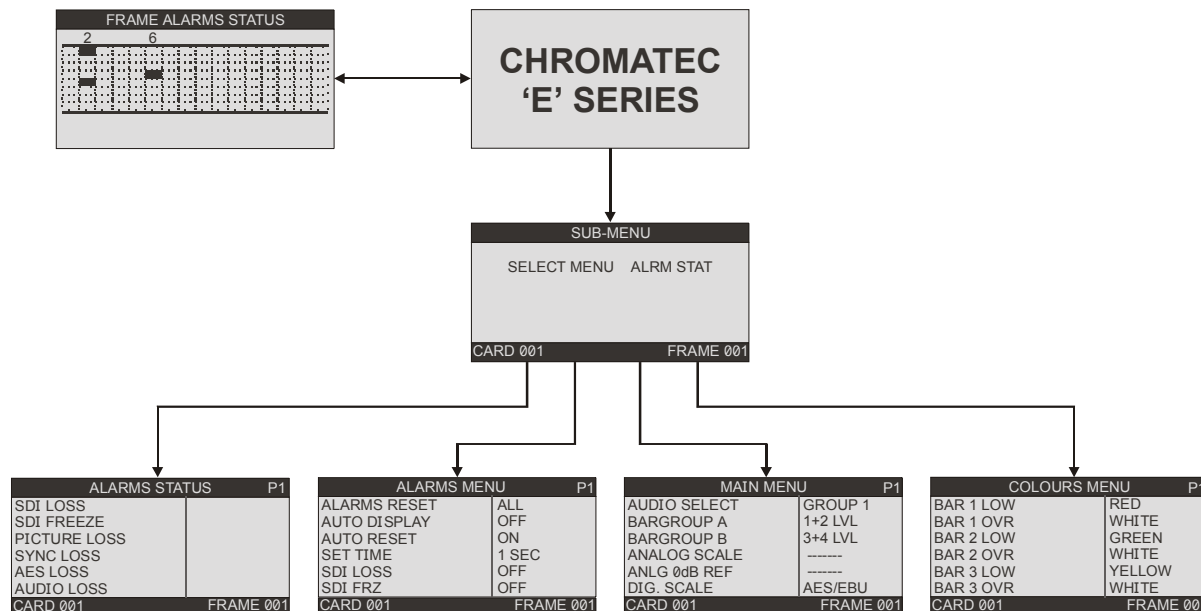 FRAME ALARMS STATUS
2 6
CHROMATEC
‘E’ SERIES
SUB-MENU
SELECT MENU ALRM STAT
CARD 001 FRAME 001
ALARMS STATUS P1
SDI LOSS
SDI FREEZE
PICTURE LOSS
SYNC LOSS
AES LOSS
AUDIO LOSS
CARD 001 FRAME 001
ALARMS MENU P1
ALARMS RESET ALL
AUTO DISPLAY OFF
AUTO RESET ON
SET TIME 1 SEC
SDI LOSS OFF
SDI FRZ OFF
CARD 001 FRAME 001
MAIN MENU P1
AUDIO SELECT GROUP 1
BARGROUP A 1+2 LVL
BARGROUP B 3+4 LVL
ANALOG SCALE -------
ANLG 0dB REF -------
DIG. SCALE AES/EBU
CARD 001 FRAME 001
COLOURS MENU P1
BAR 1 LOW RED
BAR 1 OVR WHITE
BAR 2 LOW GREEN
BAR 2 OVR WHITE
BAR 3 LOW YELLOW
BAR 3 OVR WHITE
CARD 001 FRAME 00